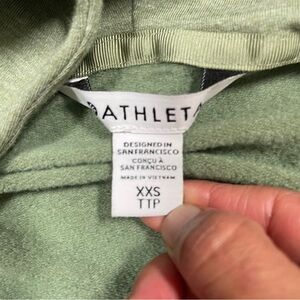 ATHLETA
DESIGNED IN
SAN FRANCISCO
CONÇU À
SAN FRANCISCO
MADE IN VIETNAM
XXS
TTP